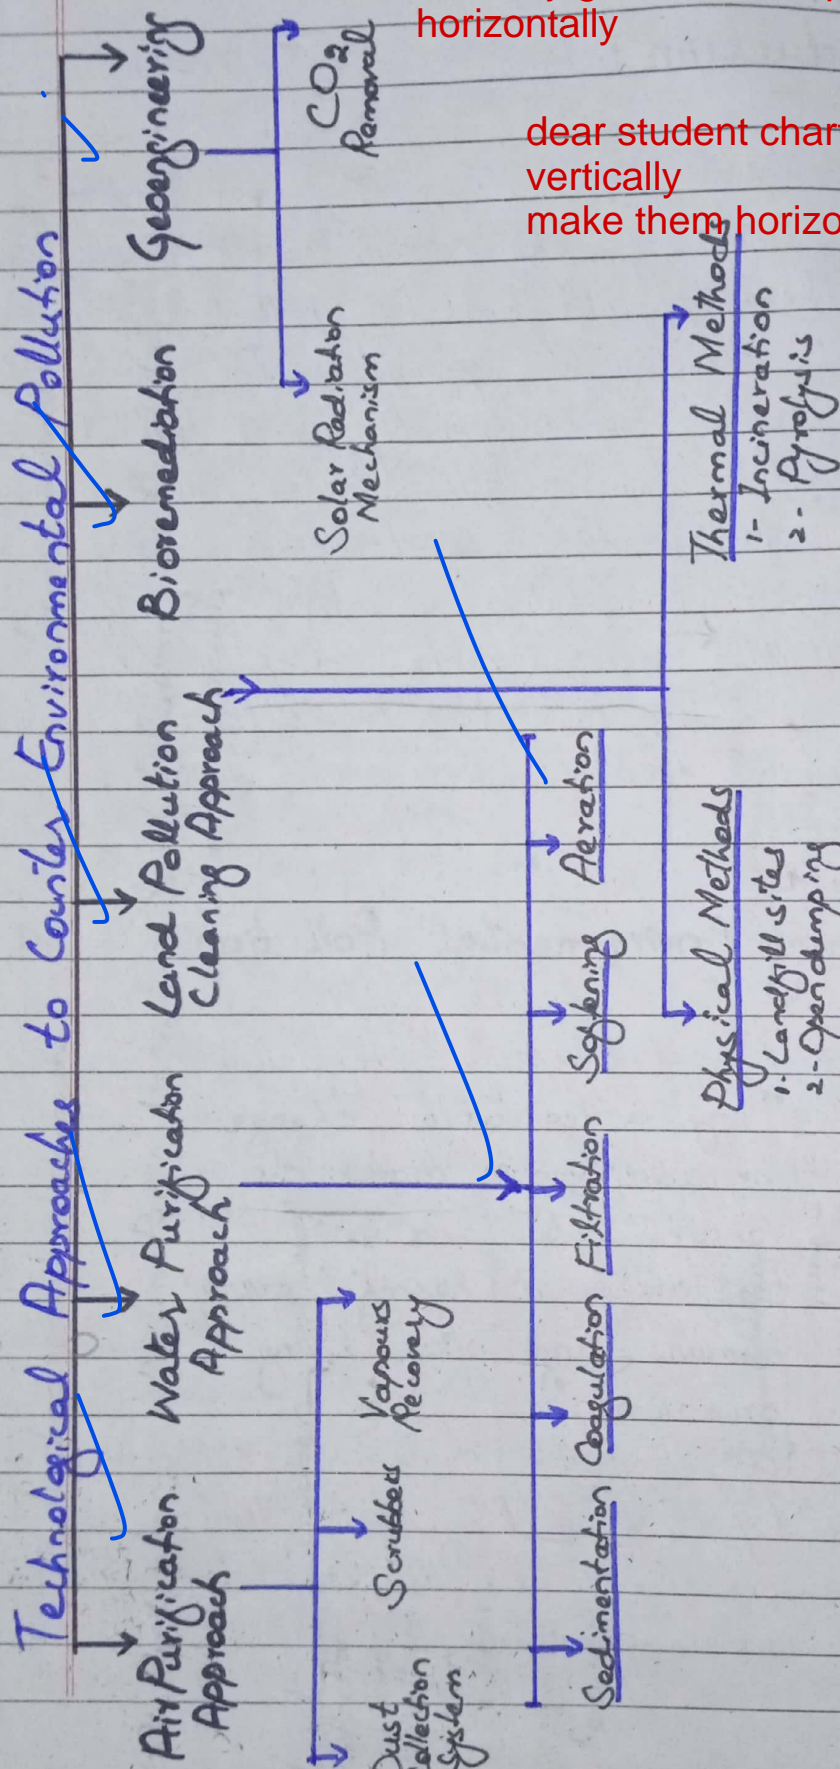 horizontally
dear student char
vertically
make them horizo
Technological Approaches to Counter Environmental Pollution
Air Purification
Approach
Water Purification
Approach
Land Pollution
Cleaning Approach
Bioremediation
Geoengineering
Dust
Collection
System
Scrubbers
Vapours
Recovery
Solar Radiation
Mechanism
CO2
Removal
Sedimentation
Coagulation
Filtration
Softening
Aeration
Physical Methods
1- Landfill sites
2- Open dumping
Thermal Methods
1- Incineration
2- Pyrolysis